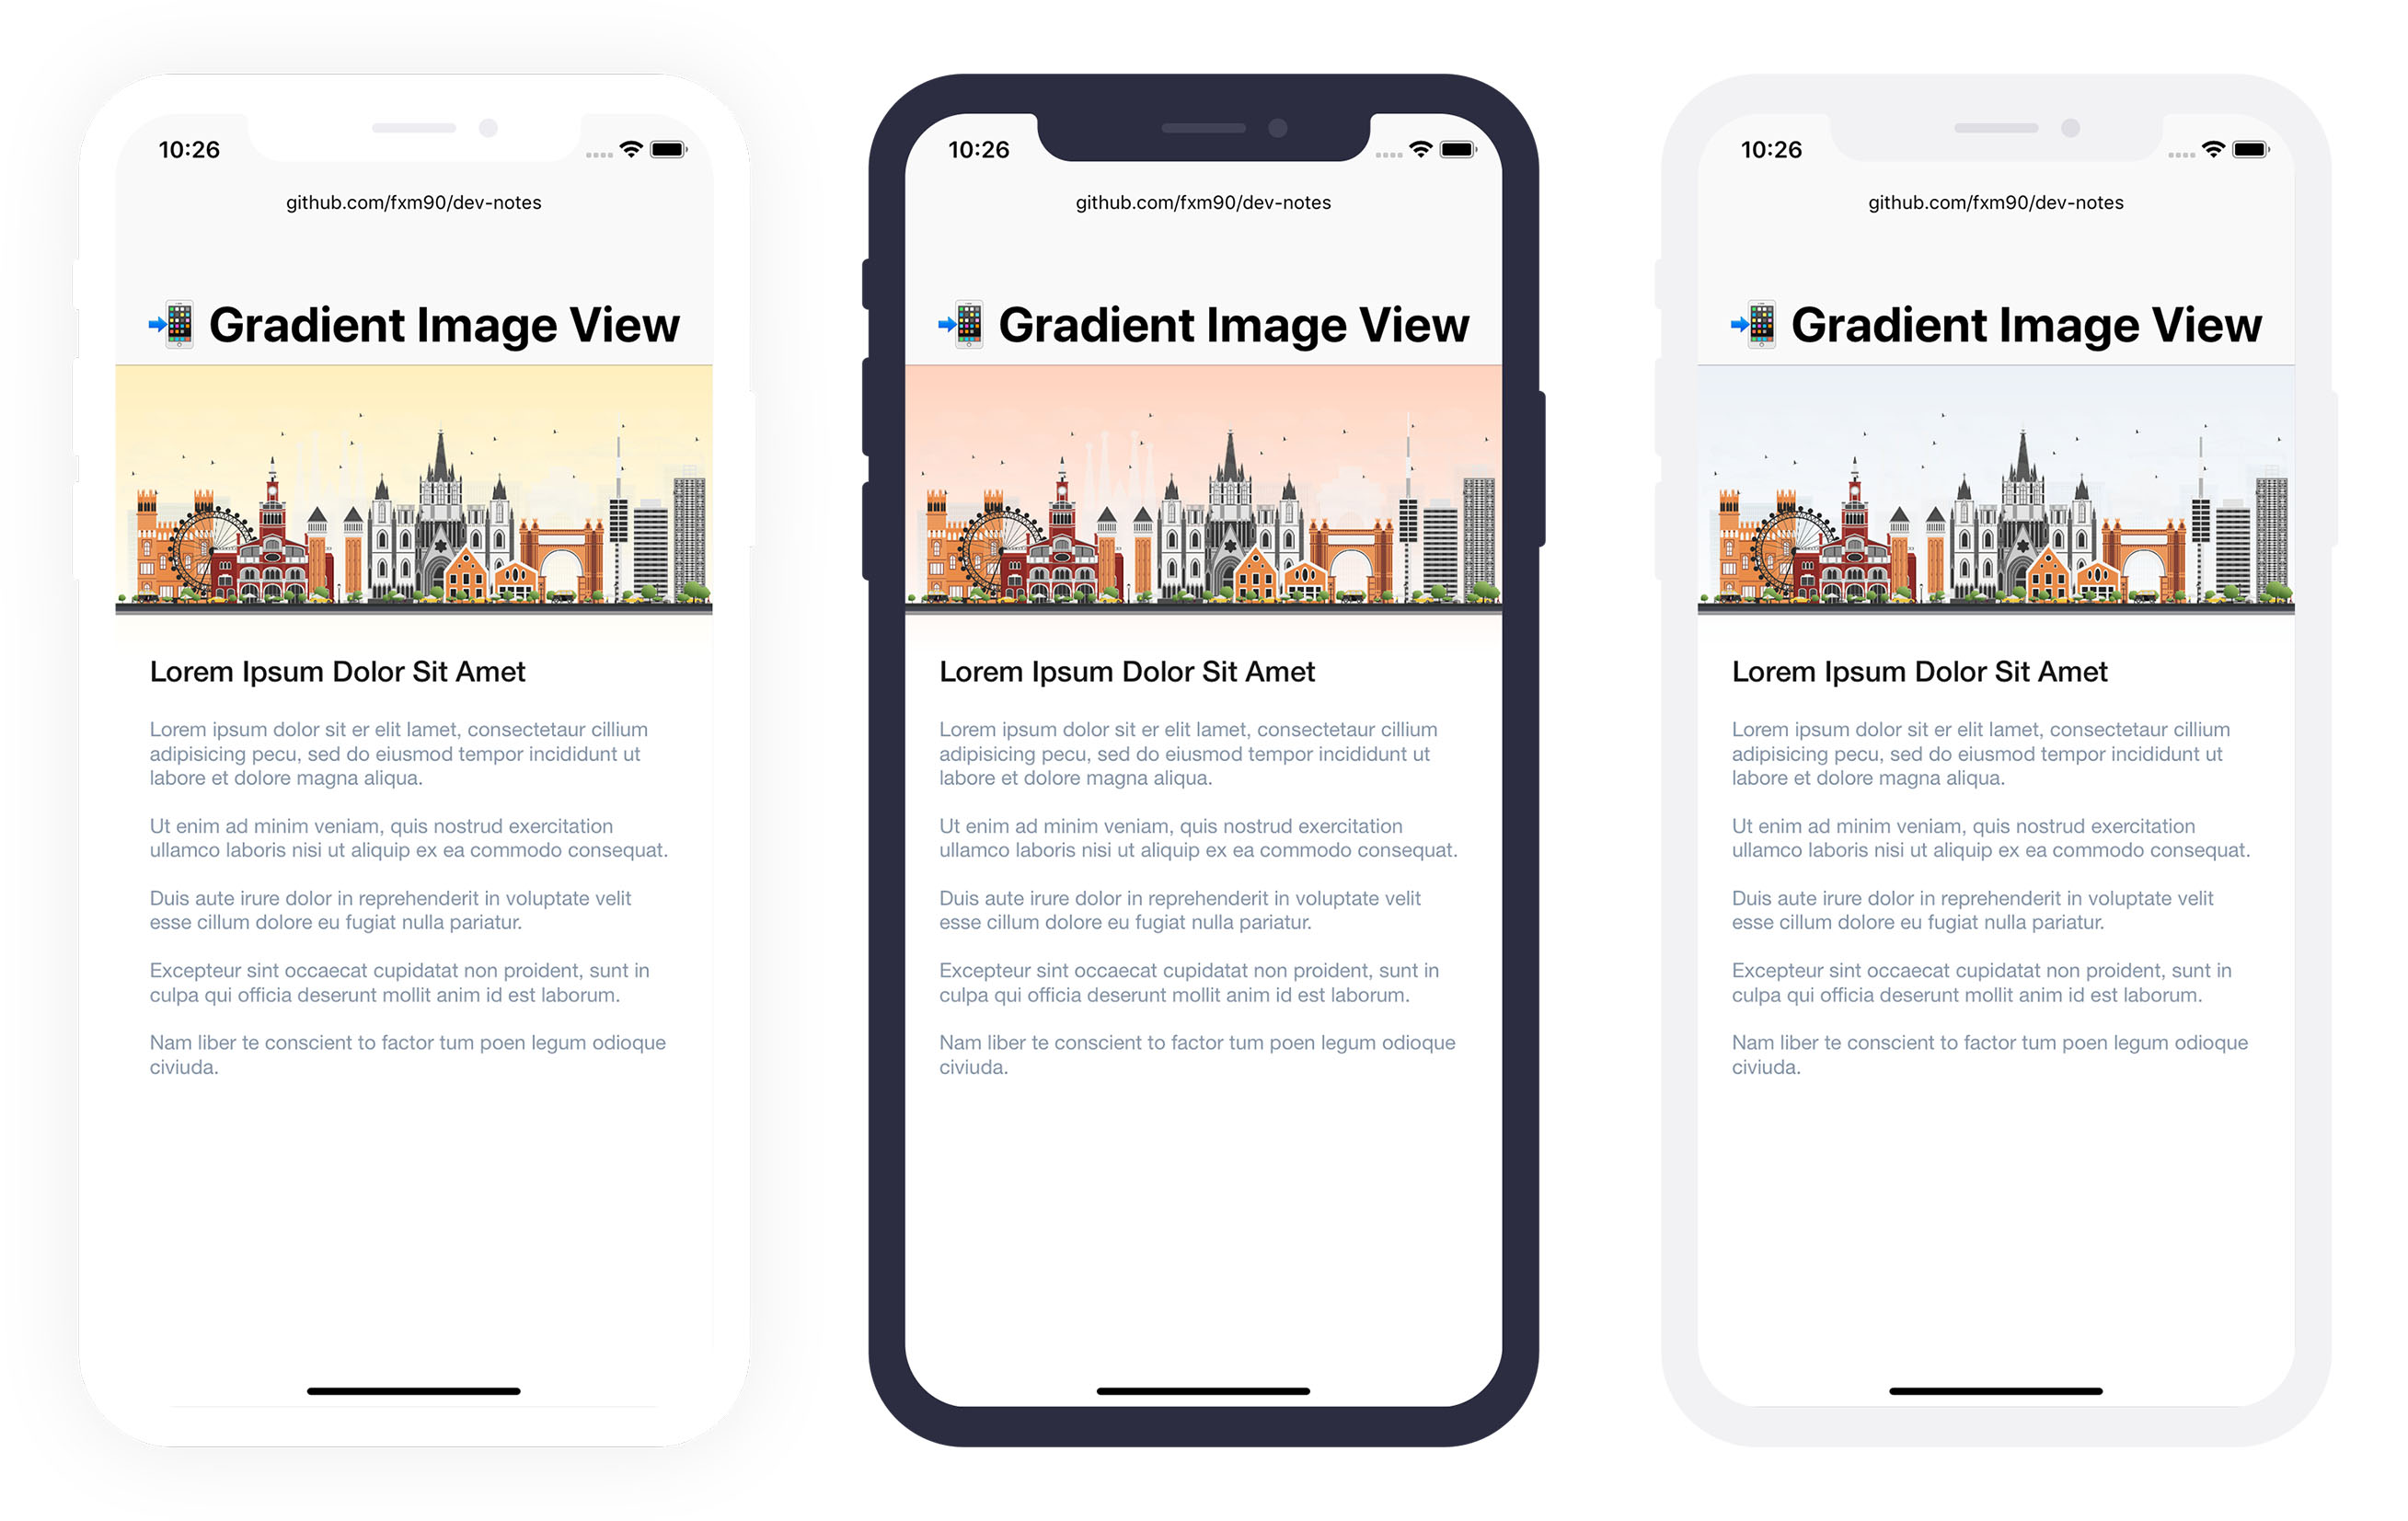 10:26
github.com/fxm90/dev-notes
📲 Gradient Image View
Lorem Ipsum Dolor Sit Amet
Lorem ipsum dolor sit er elit lamet, consectetaur cillium
adipisicing pecu, sed do eiusmod tempor incididunt ut
labore et dolore magna aliqua.
Ut enim ad minim veniam, quis nostrud exercitation
ullamco laboris nisi ut aliquip ex ea commodo consequat.
Duis aute irure dolor in reprehenderit in voluptate velit
esse cillum dolore eu fugiat nulla pariatur.
Excepteur sint occaecat cupidatat non proident, sunt in
culpa qui officia deserunt mollit anim id est laborum.
Nam liber te conscient to factor tum poen legum odioque
civiuda.
10:26
github.com/fxm90/dev-notes
📲 Gradient Image View
Lorem Ipsum Dolor Sit Amet
Lorem ipsum dolor sit er elit lamet, consectetaur cillium
adipisicing pecu, sed do eiusmod tempor incididunt ut
labore et dolore magna aliqua.
Ut enim ad minim veniam, quis nostrud exercitation
ullamco laboris nisi ut aliquip ex ea commodo consequat.
Duis aute irure dolor in reprehenderit in voluptate velit
esse cillum dolore eu fugiat nulla pariatur.
Excepteur sint occaecat cupidatat non proident, sunt in
culpa qui officia deserunt mollit anim id est laborum.
Nam liber te conscient to factor tum poen legum odioque
civiuda.
10:26
github.com/fxm90/dev-notes
📲 Gradient Image View
Lorem Ipsum Dolor Sit Amet
Lorem ipsum dolor sit er elit lamet, consectetaur cillium
adipisicing pecu, sed do eiusmod tempor incididunt ut
labore et dolore magna aliqua.
Ut enim ad minim veniam, quis nostrud exercitation
ullamco laboris nisi ut aliquip ex ea commodo consequat.
Duis aute irure dolor in reprehenderit in voluptate velit
esse cillum dolore eu fugiat nulla pariatur.
Excepteur sint occaecat cupidatat non proident, sunt in
culpa qui officia deserunt mollit anim id est laborum.
Nam liber te conscient to factor tum poen legum odioque
civiuda.